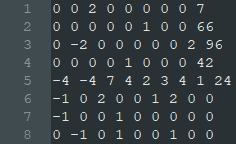 1 0 0 2 0 0 0 0 0 7
2 0 0 0 0 0 1 0 0 66
3 0 -2 0 0 0 0 0 2 96
4 0 0 0 0 1 0 0 0 42
5 -4 -4 7 4 2 3 4 1 24
6 -1 0 2 0 0 1 2 0 0
7 -1 0 0 1 0 0 0 0 0
8 0 -1 0 1 0 0 1 0 0